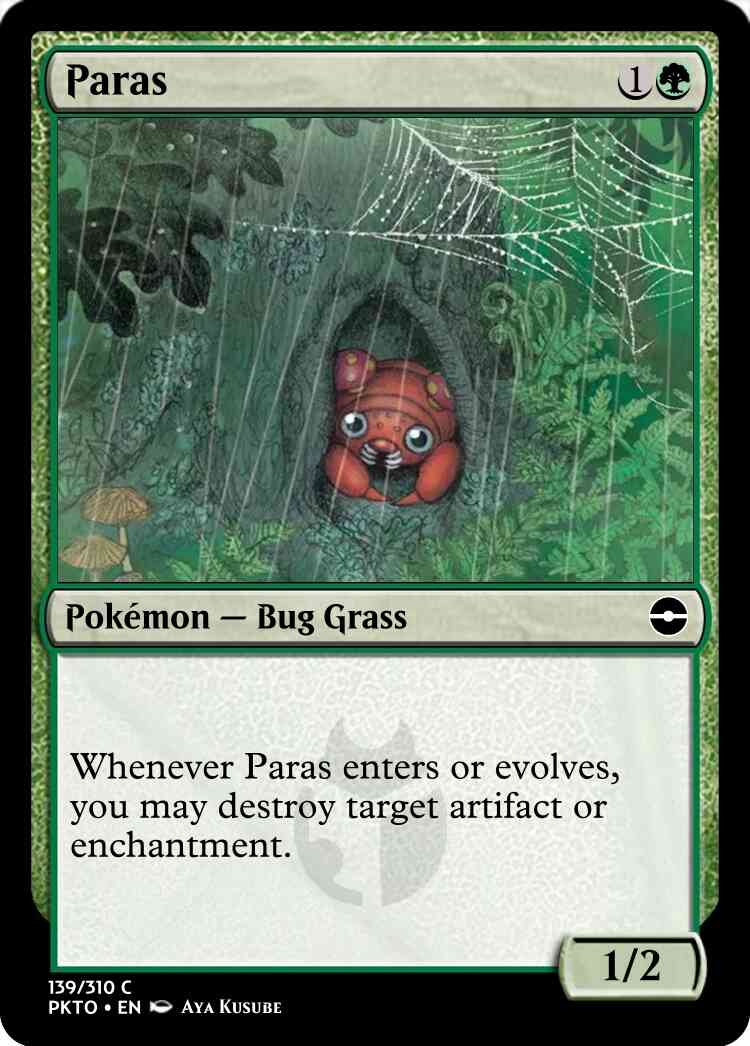 Paras 1
Pokémon — Bug Grass
Whenever Paras enters or evolves,
you may destroy target artifact or
enchantment.
1/2
139/310 C
PKTO • EN Aya Kusube